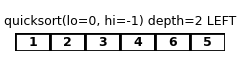 quicksort(lo=0, hi=-1) depth=2 LEFT
1 2 3 4 6 5